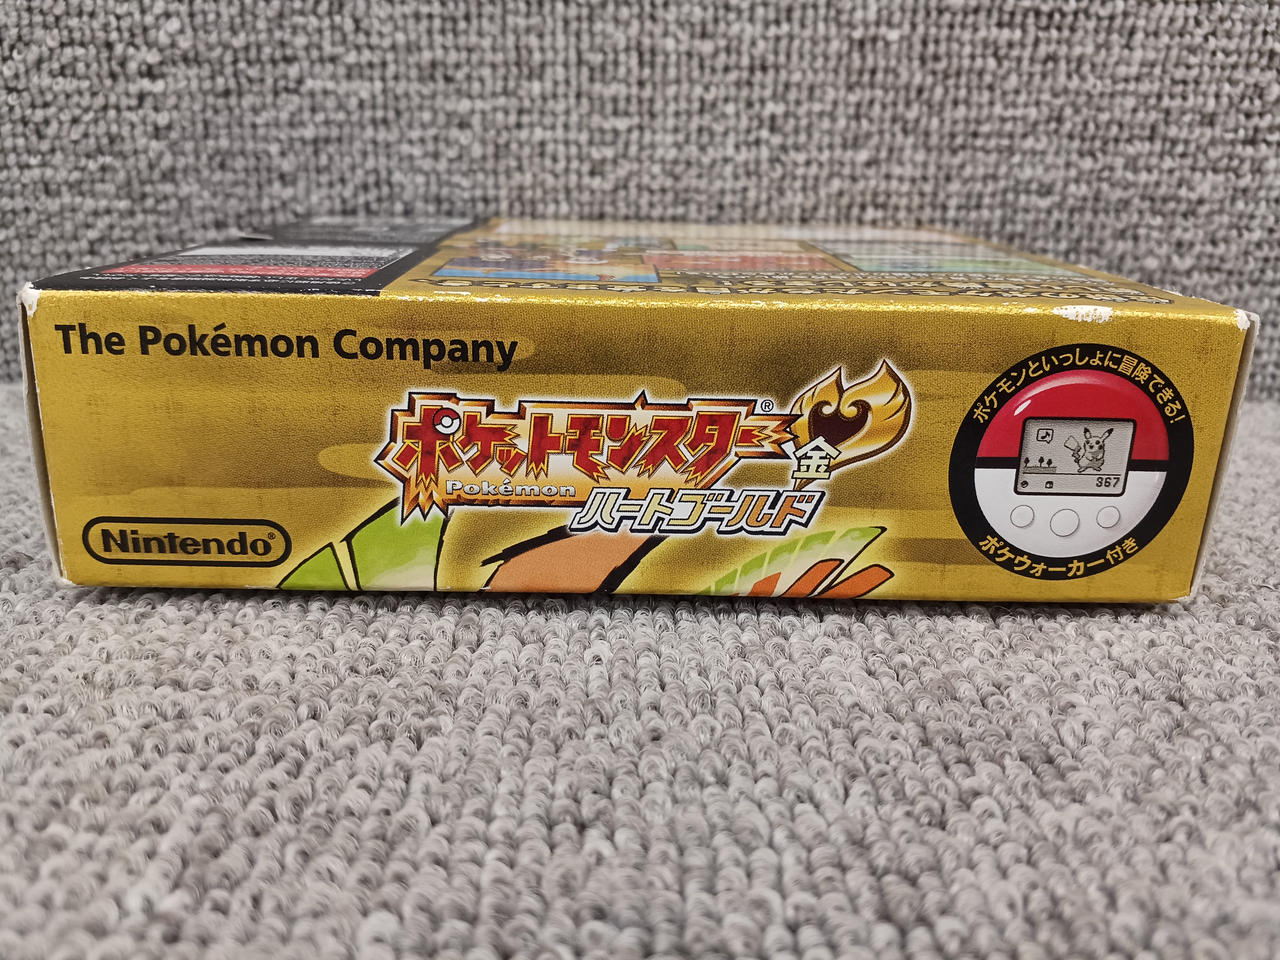 The Pokémon Company
ポケットモンスター®
Pokémon
金
ハートゴールド
Nintendo®
ポケモンといっしょに冒険できる!
367
ポケウォーカー付き